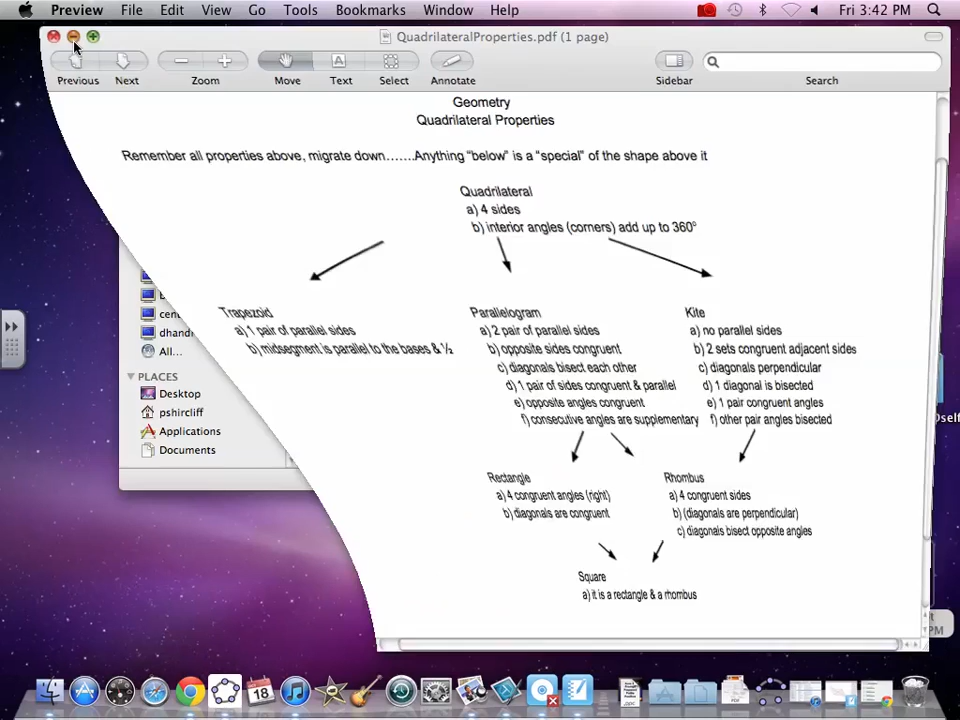 Preview File Edit View Go Tools Bookmarks Window Help Fri 3:42 PM
QuadrilateralProperties.pdf (1 page)
Previous Next Zoom Move Text Select Annotate Sidebar Search
Geometry
Quadrilateral Properties
Remember all properties above, migrate down.......Anything “below” is a “special” of the shape above it
Quadrilateral
a) 4 sides
b) interior angles (corners) add up to 360°
Trapezoid
a) 1 pair of parallel sides
b) midsegment is parallel to the bases & ½
Parallelogram
a) 2 pair of parallel sides
b) opposite sides congruent
c) diagonals bisect each other
d) 1 pair of sides congruent & parallel
e) opposite angles congruent
f) consecutive angles are supplementary
Kite
a) no parallel sides
b) 2 sets congruent adjacent sides
c) diagonals perpendicular
d) 1 diagonal is bisected
e) 1 pair congruent angles
f) other pair angles bisected
Rectangle
a) 4 congruent angles (right)
b) diagonals are congruent
Rhombus
a) 4 congruent sides
b) (diagonals are perpendicular)
c) diagonals bisect opposite angles
Square
a) it is a rectangle & a rhombus
cent
dhandl
All...
PLACES
Desktop
pshircliff
Applications
Documents
PM
18